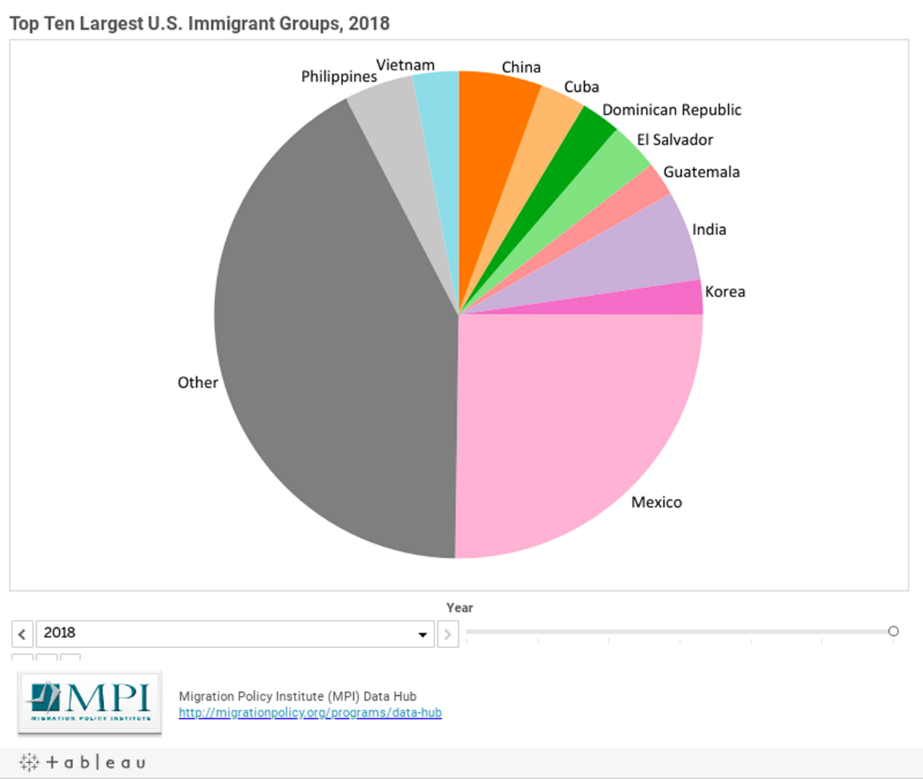 Top Ten Largest U.S. Immigrant Groups, 2018
Vietnam
China
Philippines
Cuba
Dominican Republic
El Salvador
Guatemala
India
Korea
Other
Mexico
Year
2018
MPI
MIGRATION POLICY INSTITUTE
Migration Policy Institute (MPI) Data Hub
http://migrationpolicy.org/programs/data-hub
+ableau